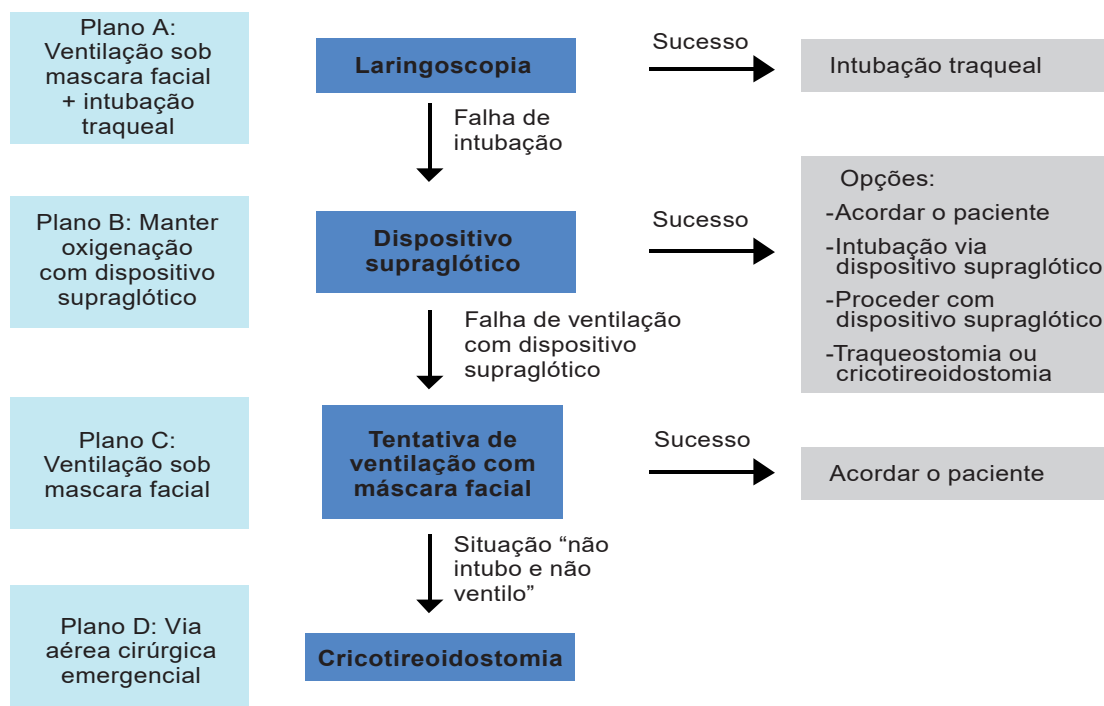 Plano A:
Ventilação sob
mascara facial
+ intubação
traqueal
Laringoscopia
Sucesso
Intubação traqueal
Falha de
intubação
Plano B: Manter
oxigenação
com dispositivo
supraglótico
Dispositivo
supraglótico
Sucesso
Opções:
-Acordar o paciente
-Intubação via
dispositivo supraglótico
-Proceder com
dispositivo supraglótico
-Traqueostomia ou
cricotireoidostomia
Falha de ventilação
com dispositivo
supraglótico
Plano C:
Ventilação sob
mascara facial
Tentativa de
ventilação com
máscara facial
Sucesso
Acordar o paciente
Situação “não
intubo e não
ventilo”
Plano D: Via
aérea cirúrgica
emergencial
Cricotireoidostomia